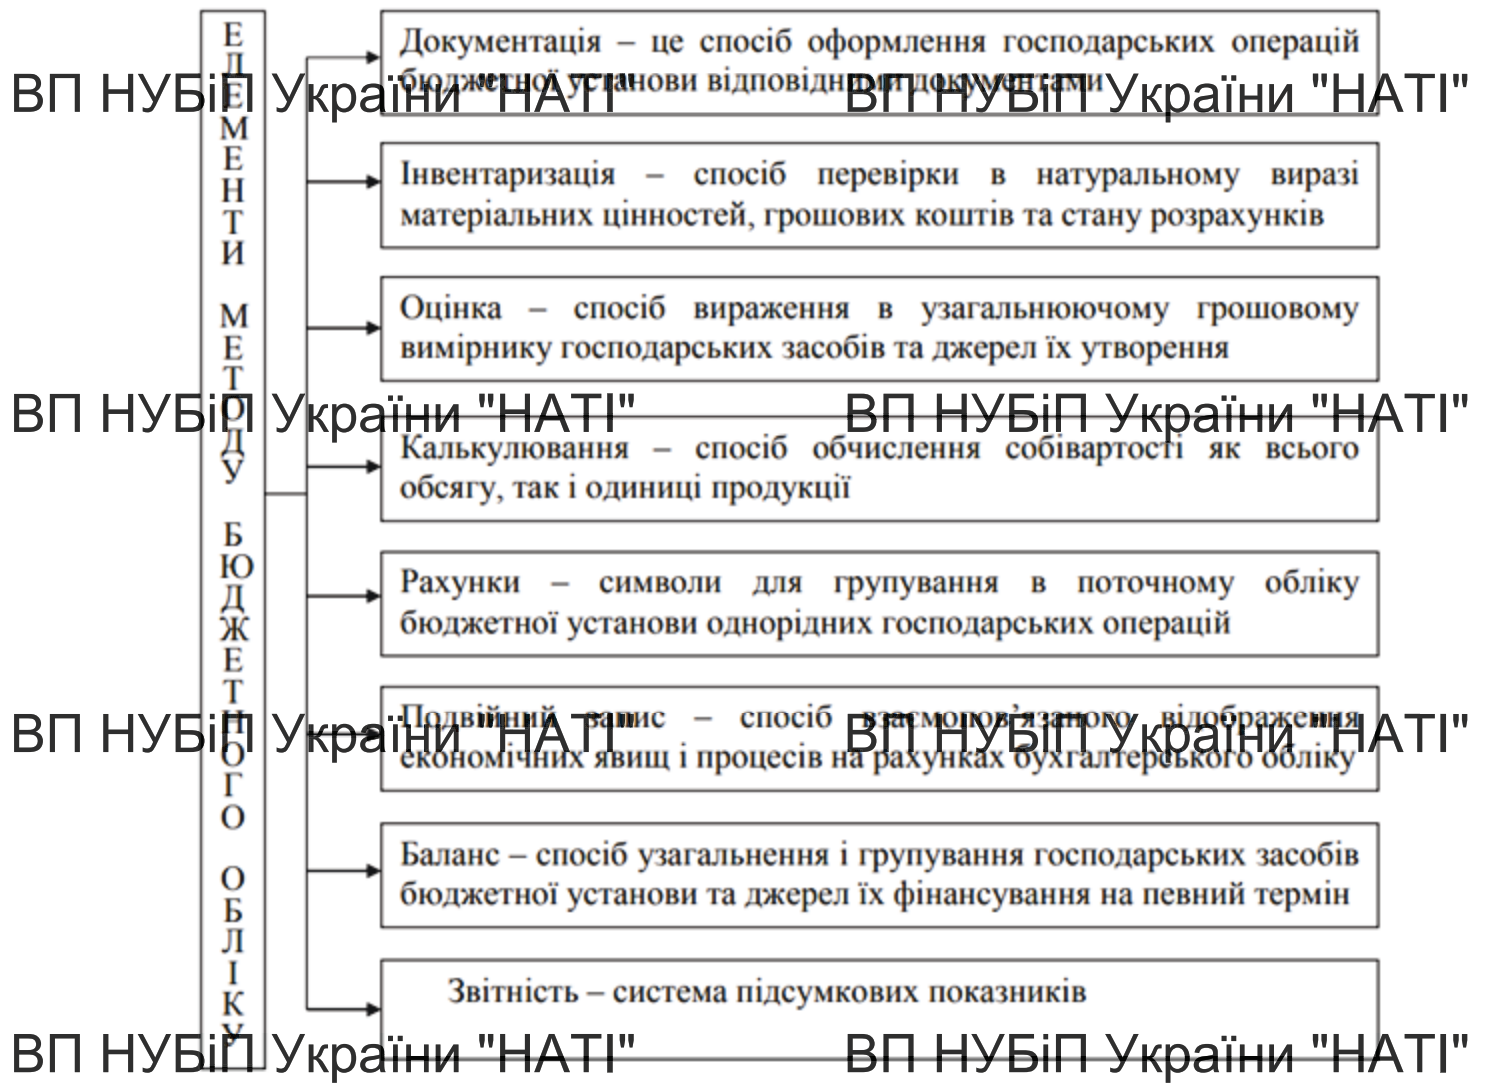 ЕЛЕМЕНТИ МЕТОДУ БЮДЖЕТНОГО ОБЛІКУ
Документація – це спосіб оформлення господарських операцій
бюджетної установи відповідними документами
ВП НУБіП України "НАТІ" ВП НУБіП України "НАТІ"
Інвентаризація – спосіб перевірки в натуральному виразі
матеріальних цінностей, грошових коштів та стану розрахунків
Оцінка – спосіб вираження в узагальнюючому грошовому
вимірнику господарських засобів та джерел їх утворення
ВП НУБіП України "НАТІ" ВП НУБіП України "НАТІ"
Калькулювання – спосіб обчислення собівартості як всього
обсягу, так і одиниці продукції
Рахунки – символи для групування в поточному обліку
бюджетної установи однорідних господарських операцій
Подвійний запис – спосіб взаємопов’язаного відображення
ВП НУБіП України "НАТІ" ВП НУБіП України "НАТІ"
економічних явищ і процесів на рахунках бухгалтерського обліку
Баланс – спосіб узагальнення і групування господарських засобів
бюджетної установи та джерел їх фінансування на певний термін
Звітність – система підсумкових показників
ВП НУБіП України "НАТІ" ВП НУБіП України "НАТІ"